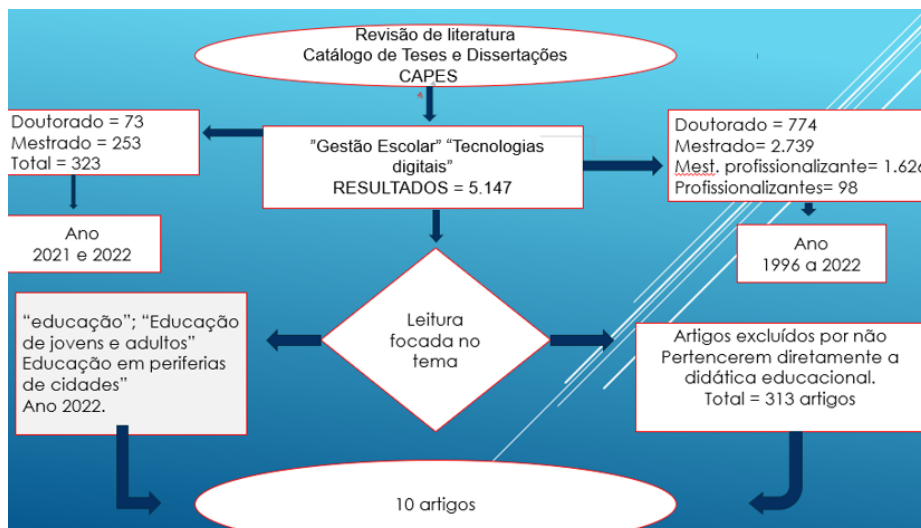 Revisão de literatura
Catálogo de Teses e Dissertações
CAPES
Doutorado = 73
Mestrado = 253
Total = 323
"Gestão Escolar" "Tecnologias
digitais"
RESULTADOS = 5.147
Doutorado = 774
Mestrado= 2.739
Mest. profissionalizante= 1.626
Profissionalizantes= 98
Ano
2021 e 2022
Ano
1996 a 2022
"educação"; "Educação
de jovens e adultos"
Educação em periferias
de cidades"
Ano 2022.
Leitura
focada no
tema
Artigos excluídos por não
Pertencerem diretamente a
didática educacional.
Total = 313 artigos
10 artigos